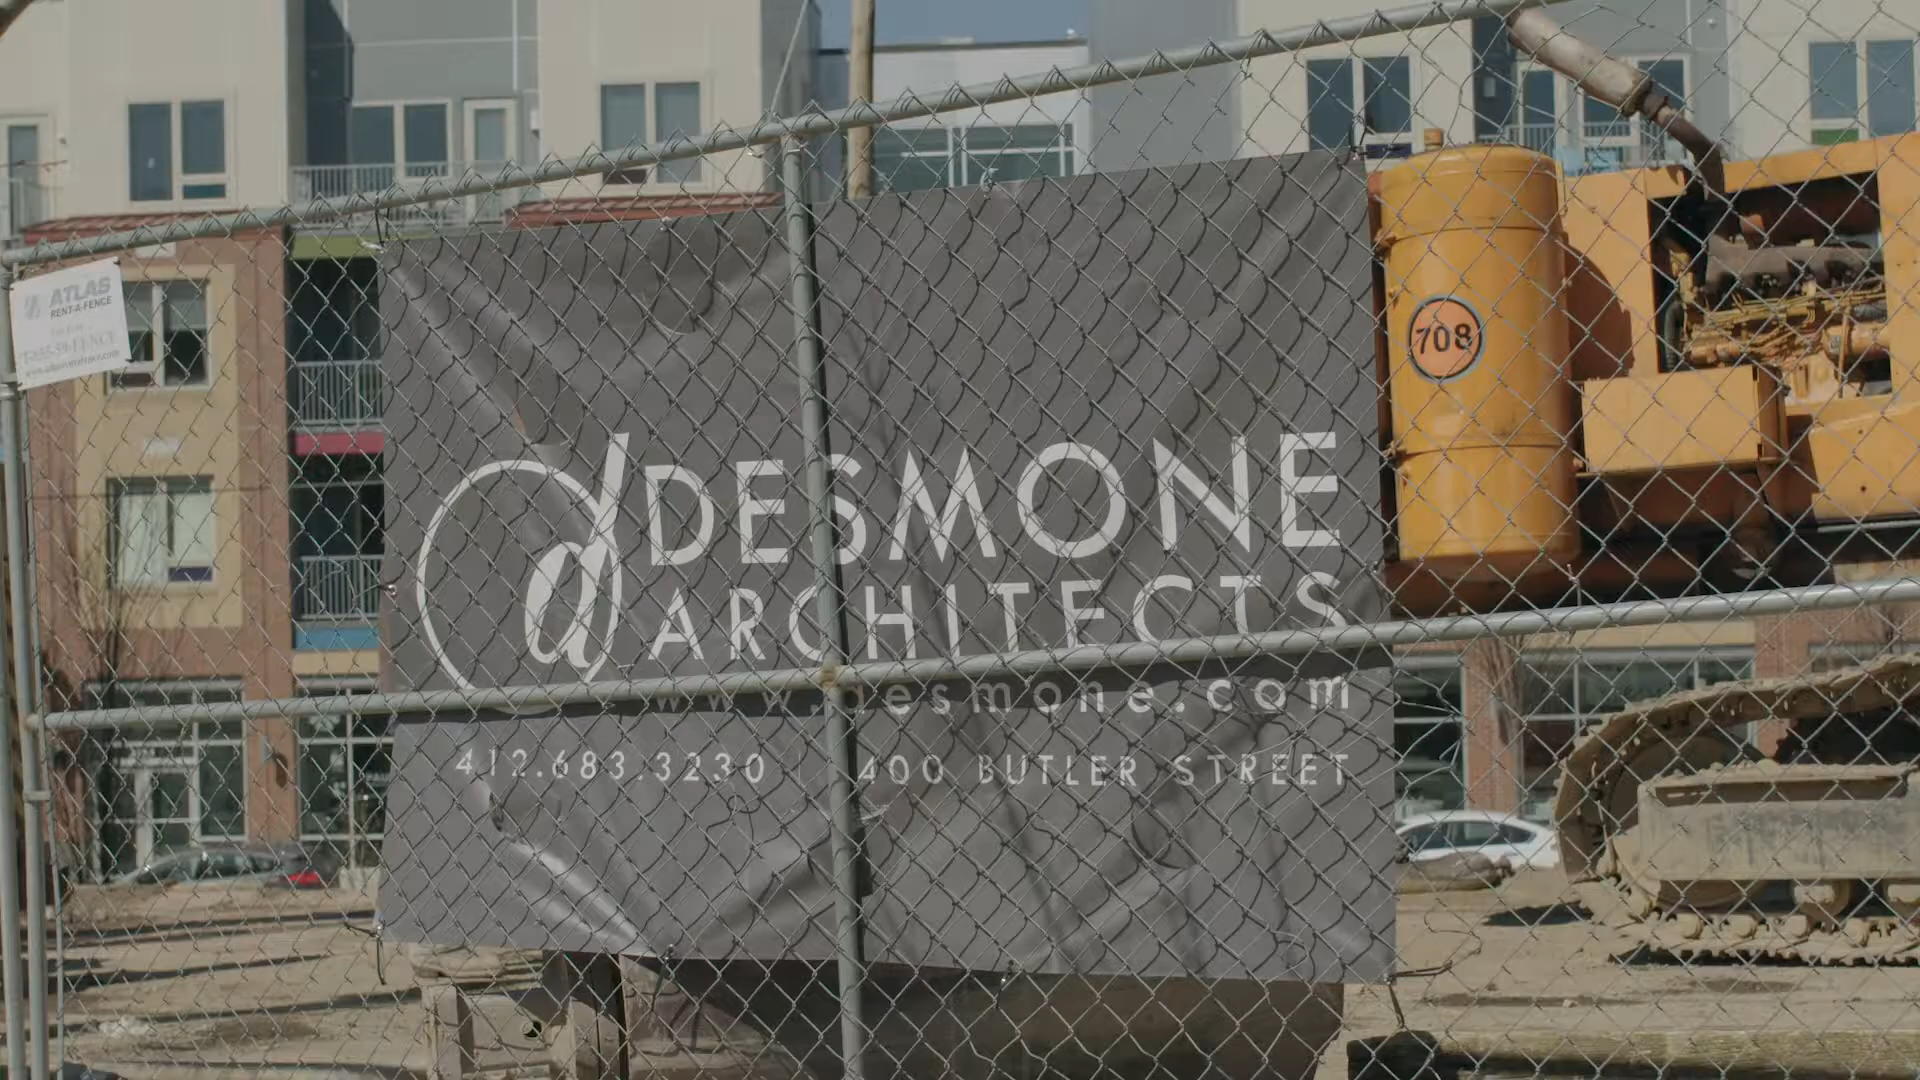 ATLAS
RENT-A-FENCE
708
d DESMONE
ARCHITECTS
www.desmone.com
412.683.3230 | 400 BUTLER STREET